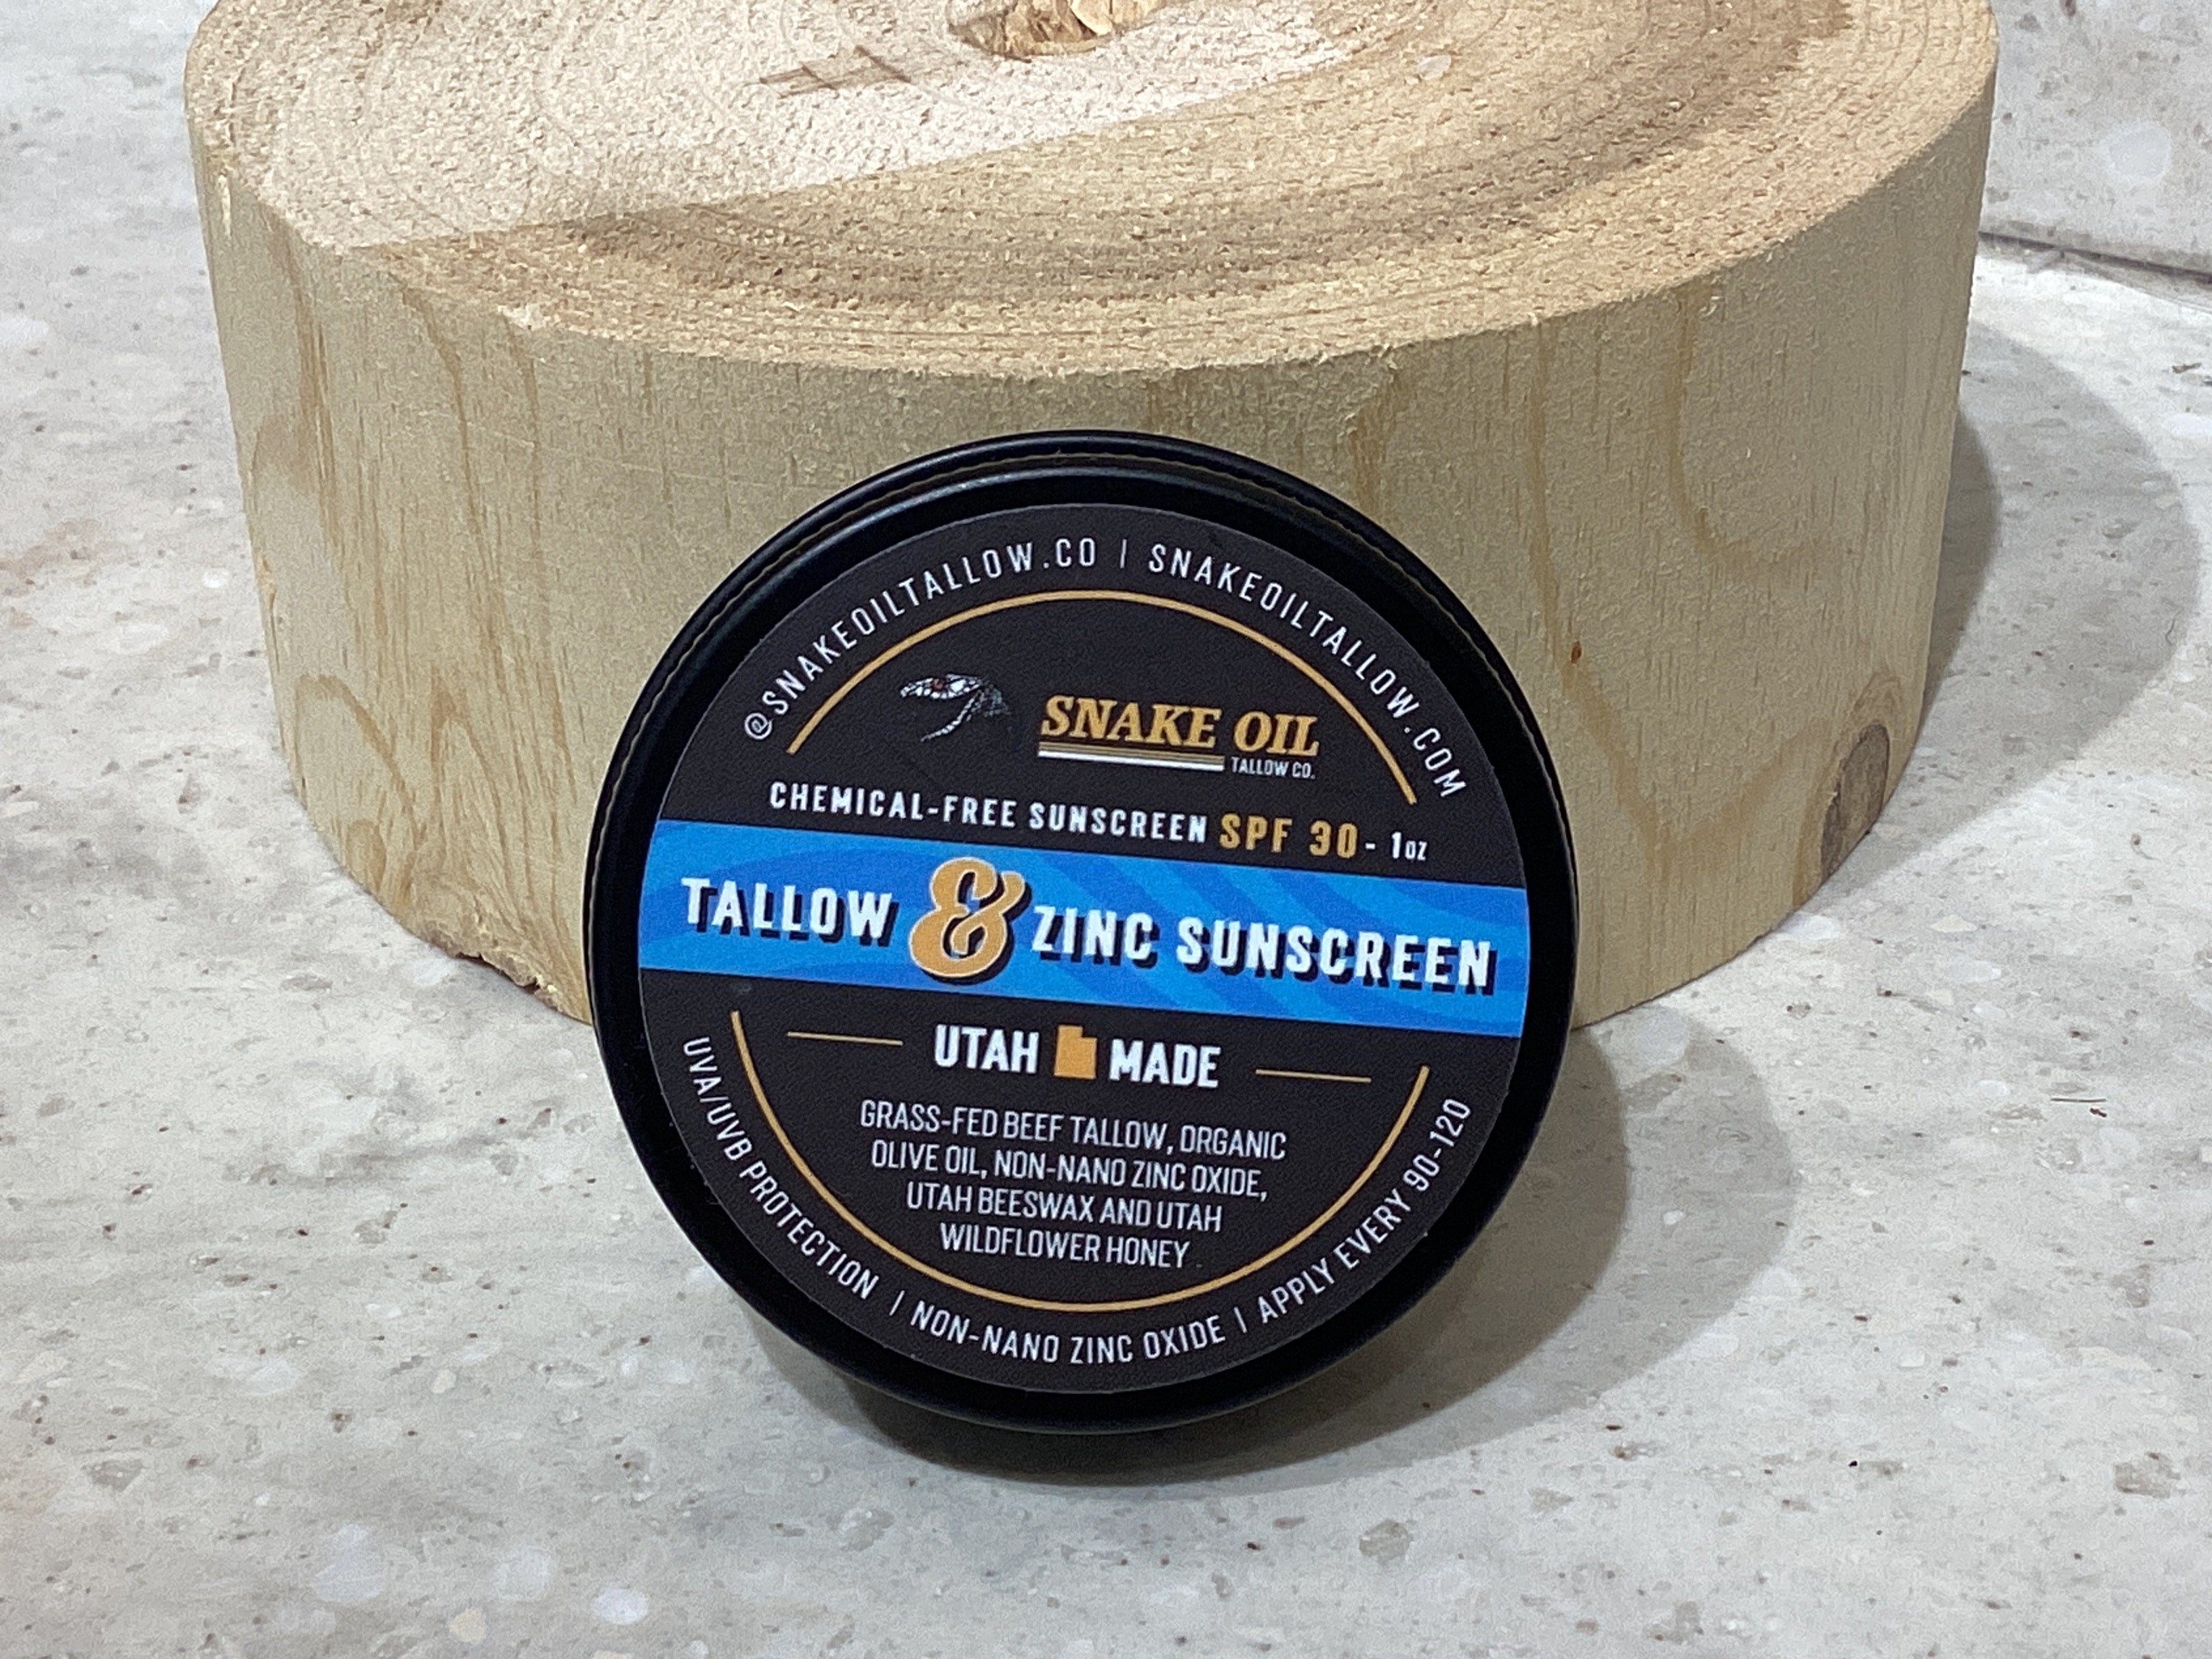 @SNAKEOILTALLOW.CO | SNAKEOILTALLOW.COM
SNAKE OIL
TALLOW CO.
CHEMICAL-FREE SUNSCREEN SPF 30 - 1oz
TALLOW & ZINC SUNSCREEN
UTAH MADE
GRASS-FED BEEF TALLOW, ORGANIC
OLIVE OIL, NON-NANO ZINC OXIDE,
UTAH BEESWAX AND UTAH
WILDFLOWER HONEY
UVA/UVB PROTECTION | NON-NANO ZINC OXIDE | APPLY EVERY 90-120